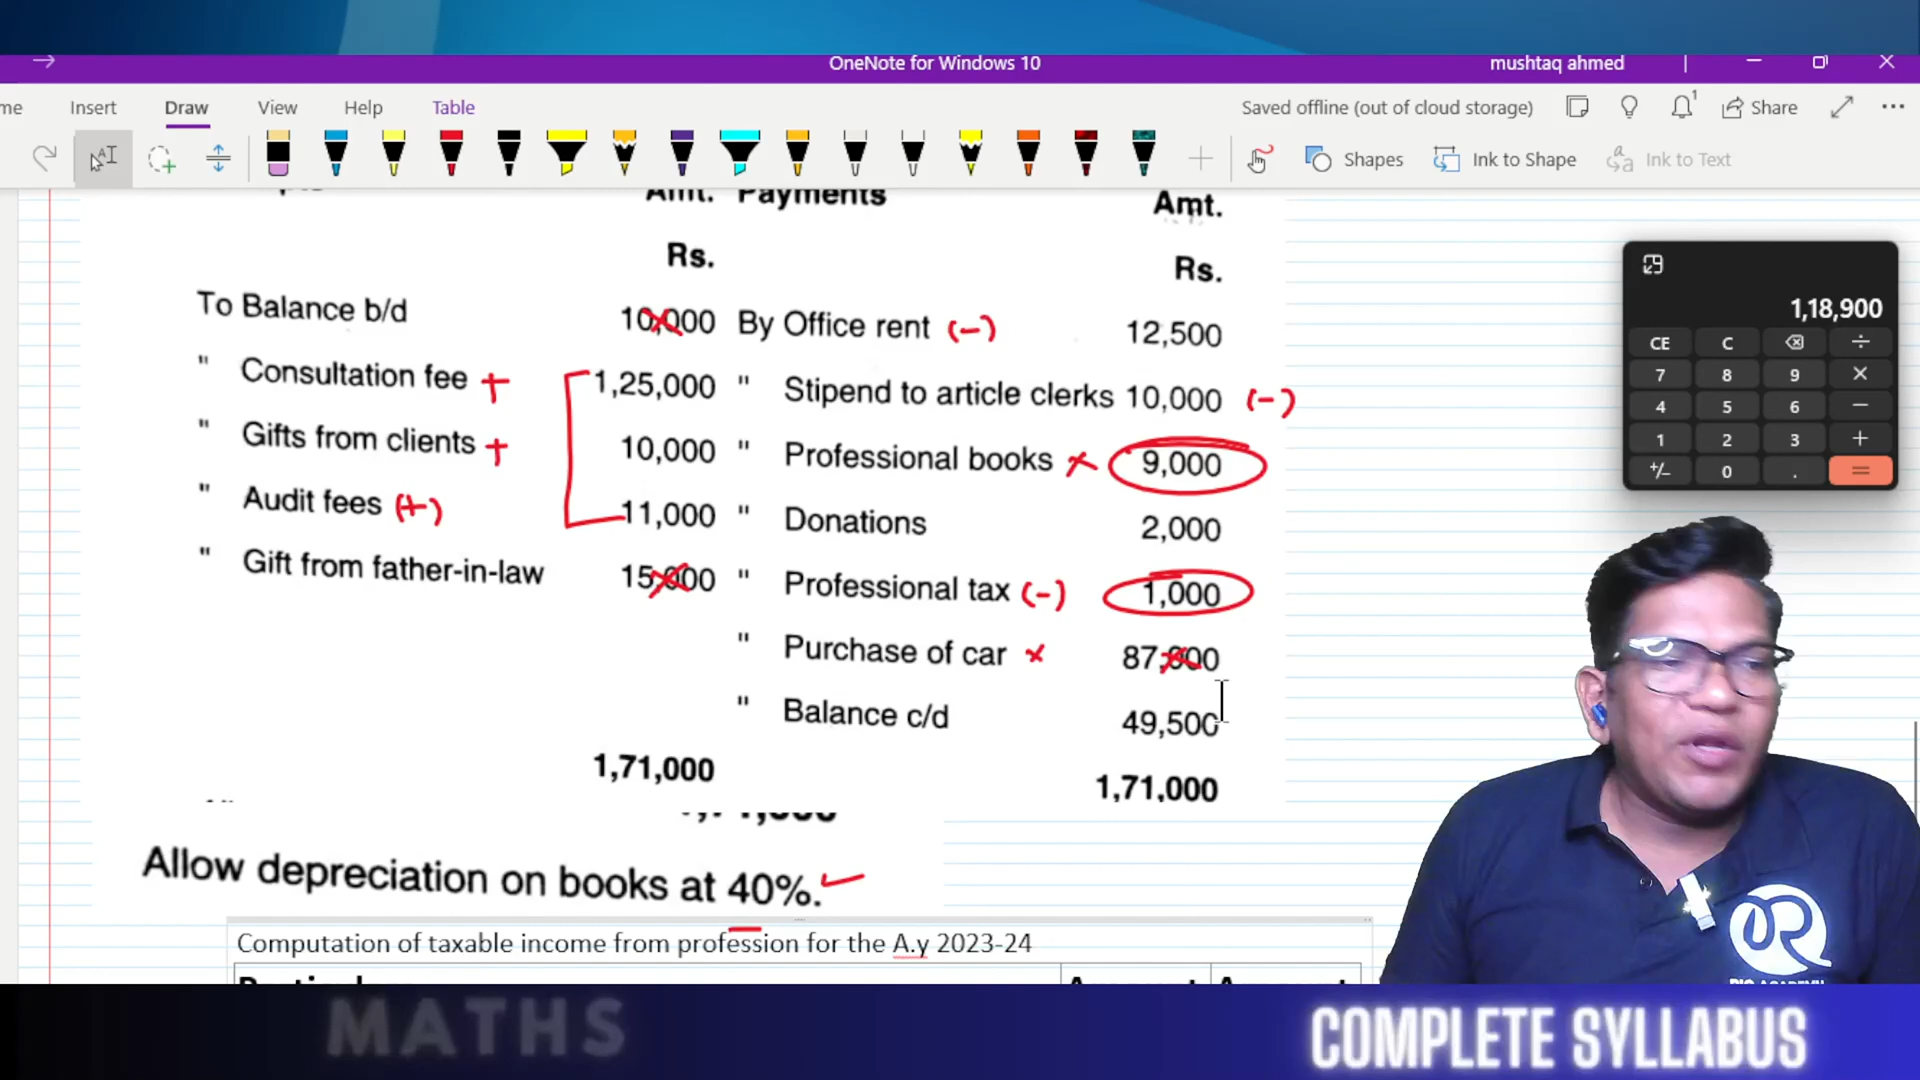 OneNote for Windows 10
mushtaq ahmed
me Insert Draw View Help Table
Saved offline (out of cloud storage) 1 Share
Shapes Ink to Shape Ink to Text
Amt. Payments Amt.
Rs. Rs.
To Balance b/d 10,000 By Office rent (-) 12,500
" Consultation fee + 1,25,000 " Stipend to article clerks 10,000 (-)
" Gifts from clients + 10,000 " Professional books × 9,000
" Audit fees (+) 11,000 " Donations 2,000
" Gift from father-in-law 15,000 " Professional tax (-) 1,000
" Purchase of car × 87,000
" Balance c/d 49,500
1,71,000 1,71,000
Allow depreciation on books at 40%.
Computation of taxable income from profession for the A.y 2023-24
1,18,900
CE C ⌫ ÷
7 8 9 ×
4 5 6 −
1 2 3 +
+/− 0 . =
MATHS
COMPLETE SYLLABUS